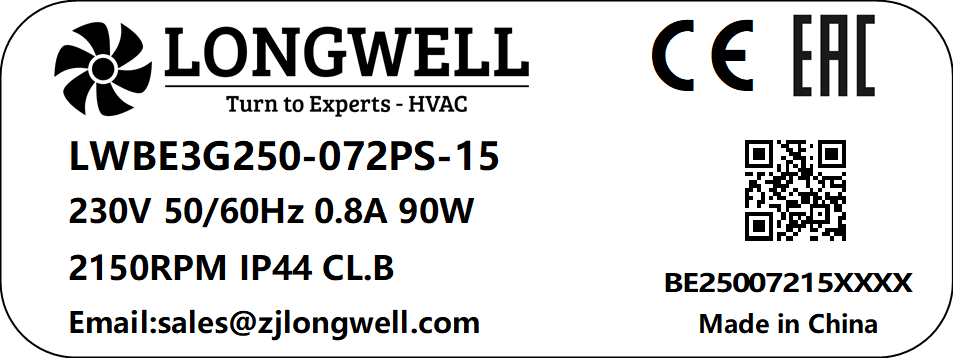 LONGWELL
Turn to Experts - HVAC
CE EAC
LWBE3G250-072PS-15
230V 50/60Hz 0.8A 90W
2150RPM IP44 CL.B
Email:sales@zjlongwell.com
BE25007215XXXX
Made in China